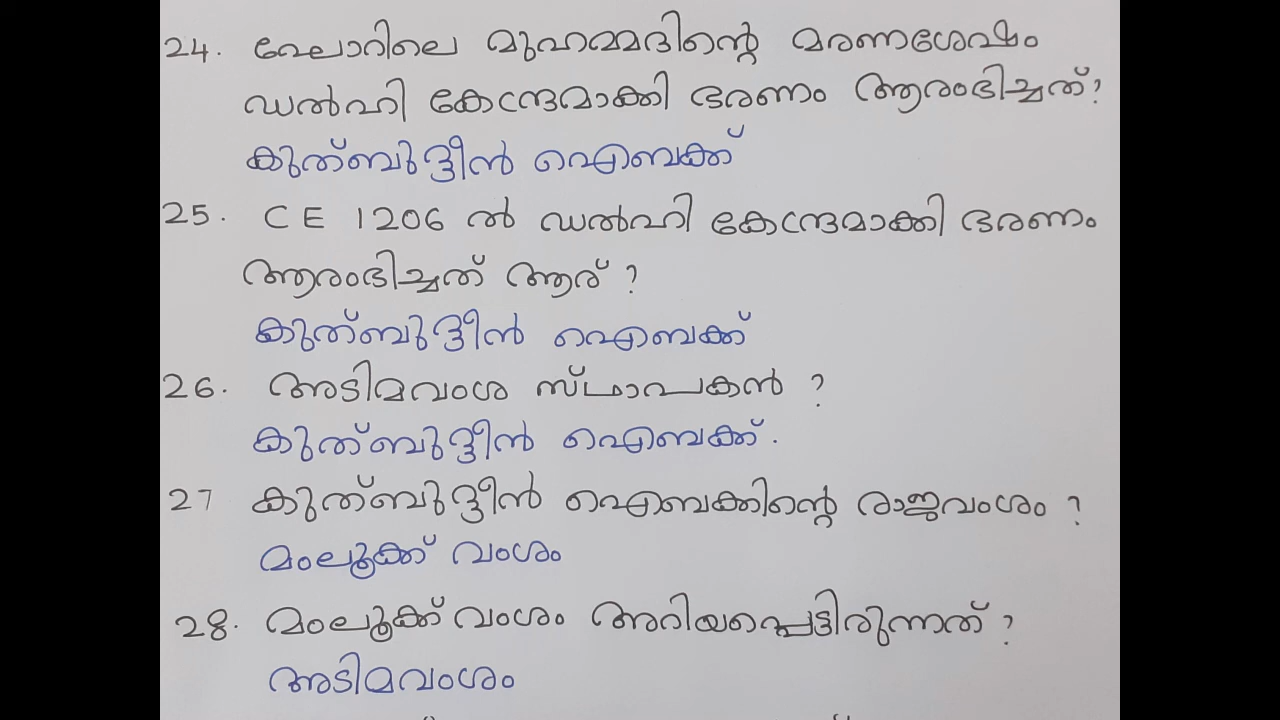 24. ഘോറിലെ മുഹമ്മദിന്റെ മരണശേഷം
ഡൽഹി കേന്ദ്രമാക്കി ഭരണം ആരംഭിച്ചത്?
കുത്ബുദ്ദീൻ ഐബക്ക്
25. CE 1206 ൽ ഡൽഹി കേന്ദ്രമാക്കി ഭരണം
ആരംഭിച്ചത് ആര് ?
കുത്ബുദ്ദീൻ ഐബക്ക്
26. അടിമവംശ സ്ഥാപകൻ ?
കുത്ബുദ്ദീൻ ഐബക്ക്.
27 കുത്ബുദ്ദീൻ ഐബക്കിന്റെ രാജവംശം ?
മംലൂക്ക് വംശം
28. മംലൂക്ക് വംശം അറിയപ്പെട്ടിരുന്നത് ?
അടിമവംശം